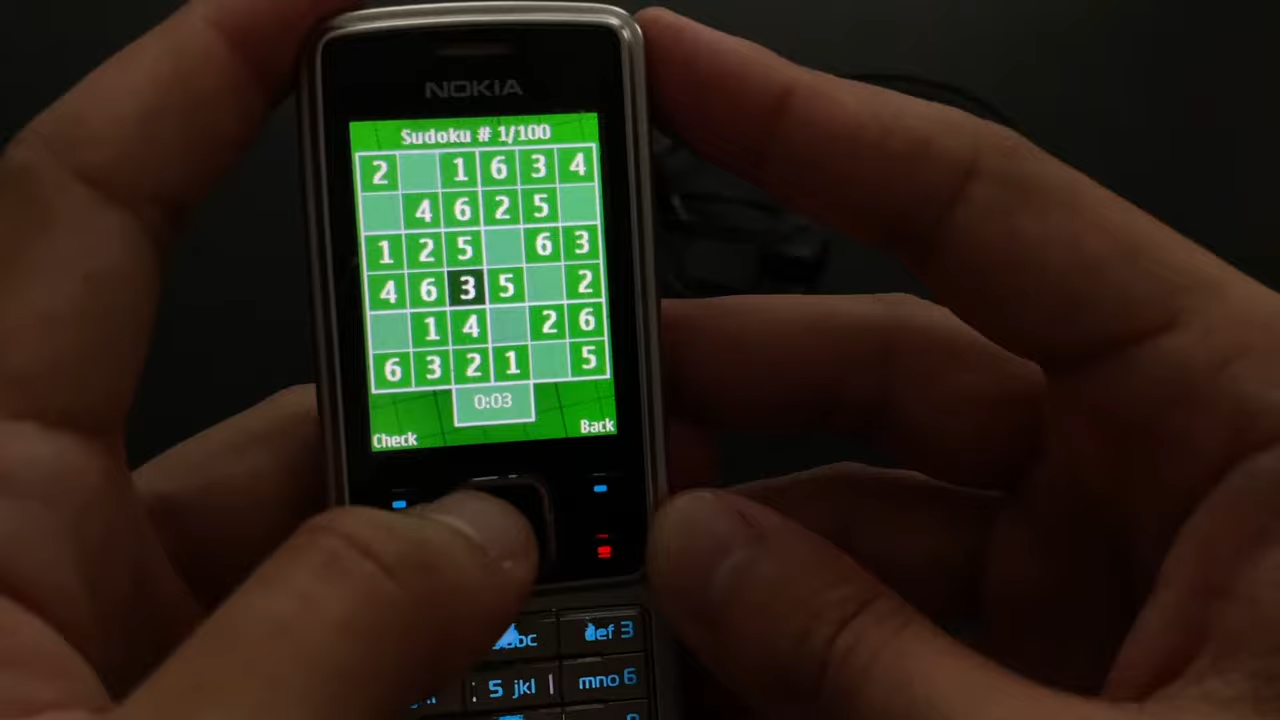 NOKIA
Sudoku # 1/100
2 1 6 3 4
4 6 2 5
1 2 5 6 3
4 6 3 5 2
1 4 2 6
6 3 2 1 5
0:03
Check Back
def 3
5 jkl mno 6